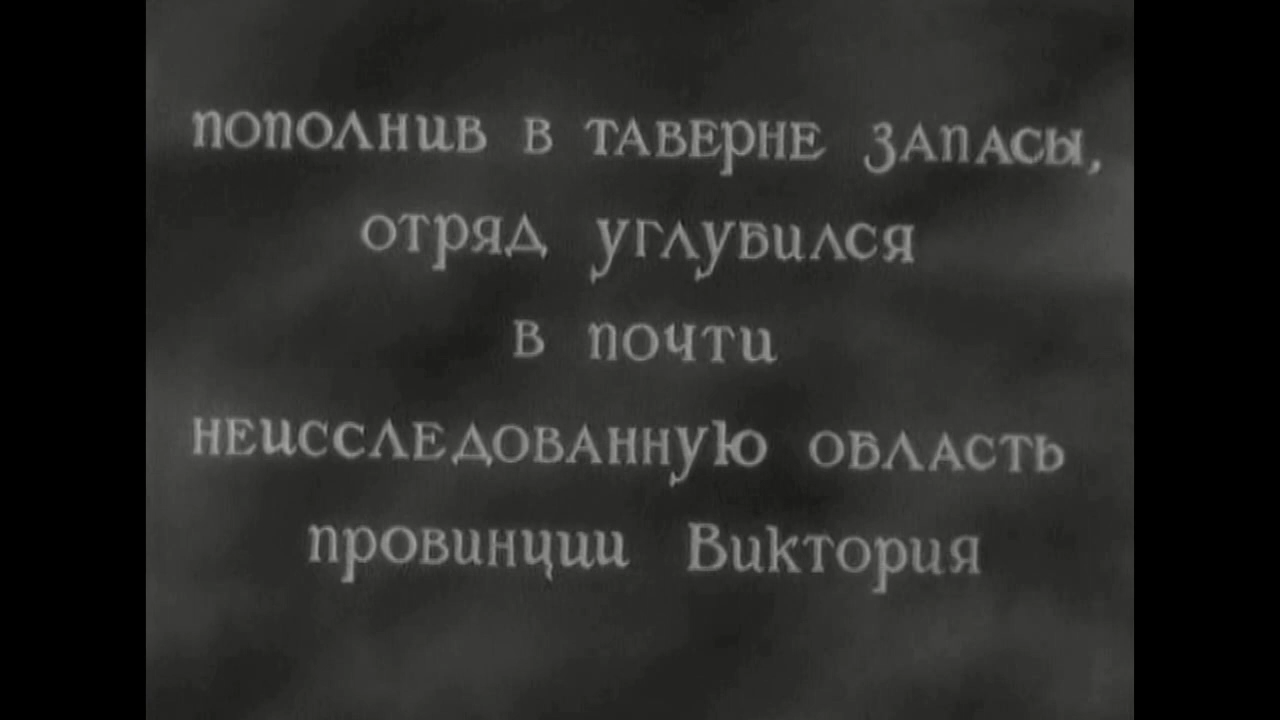 пополнив в таверне запасы,
отряд углубился
в почти
неисследованную область
провинции Виктория